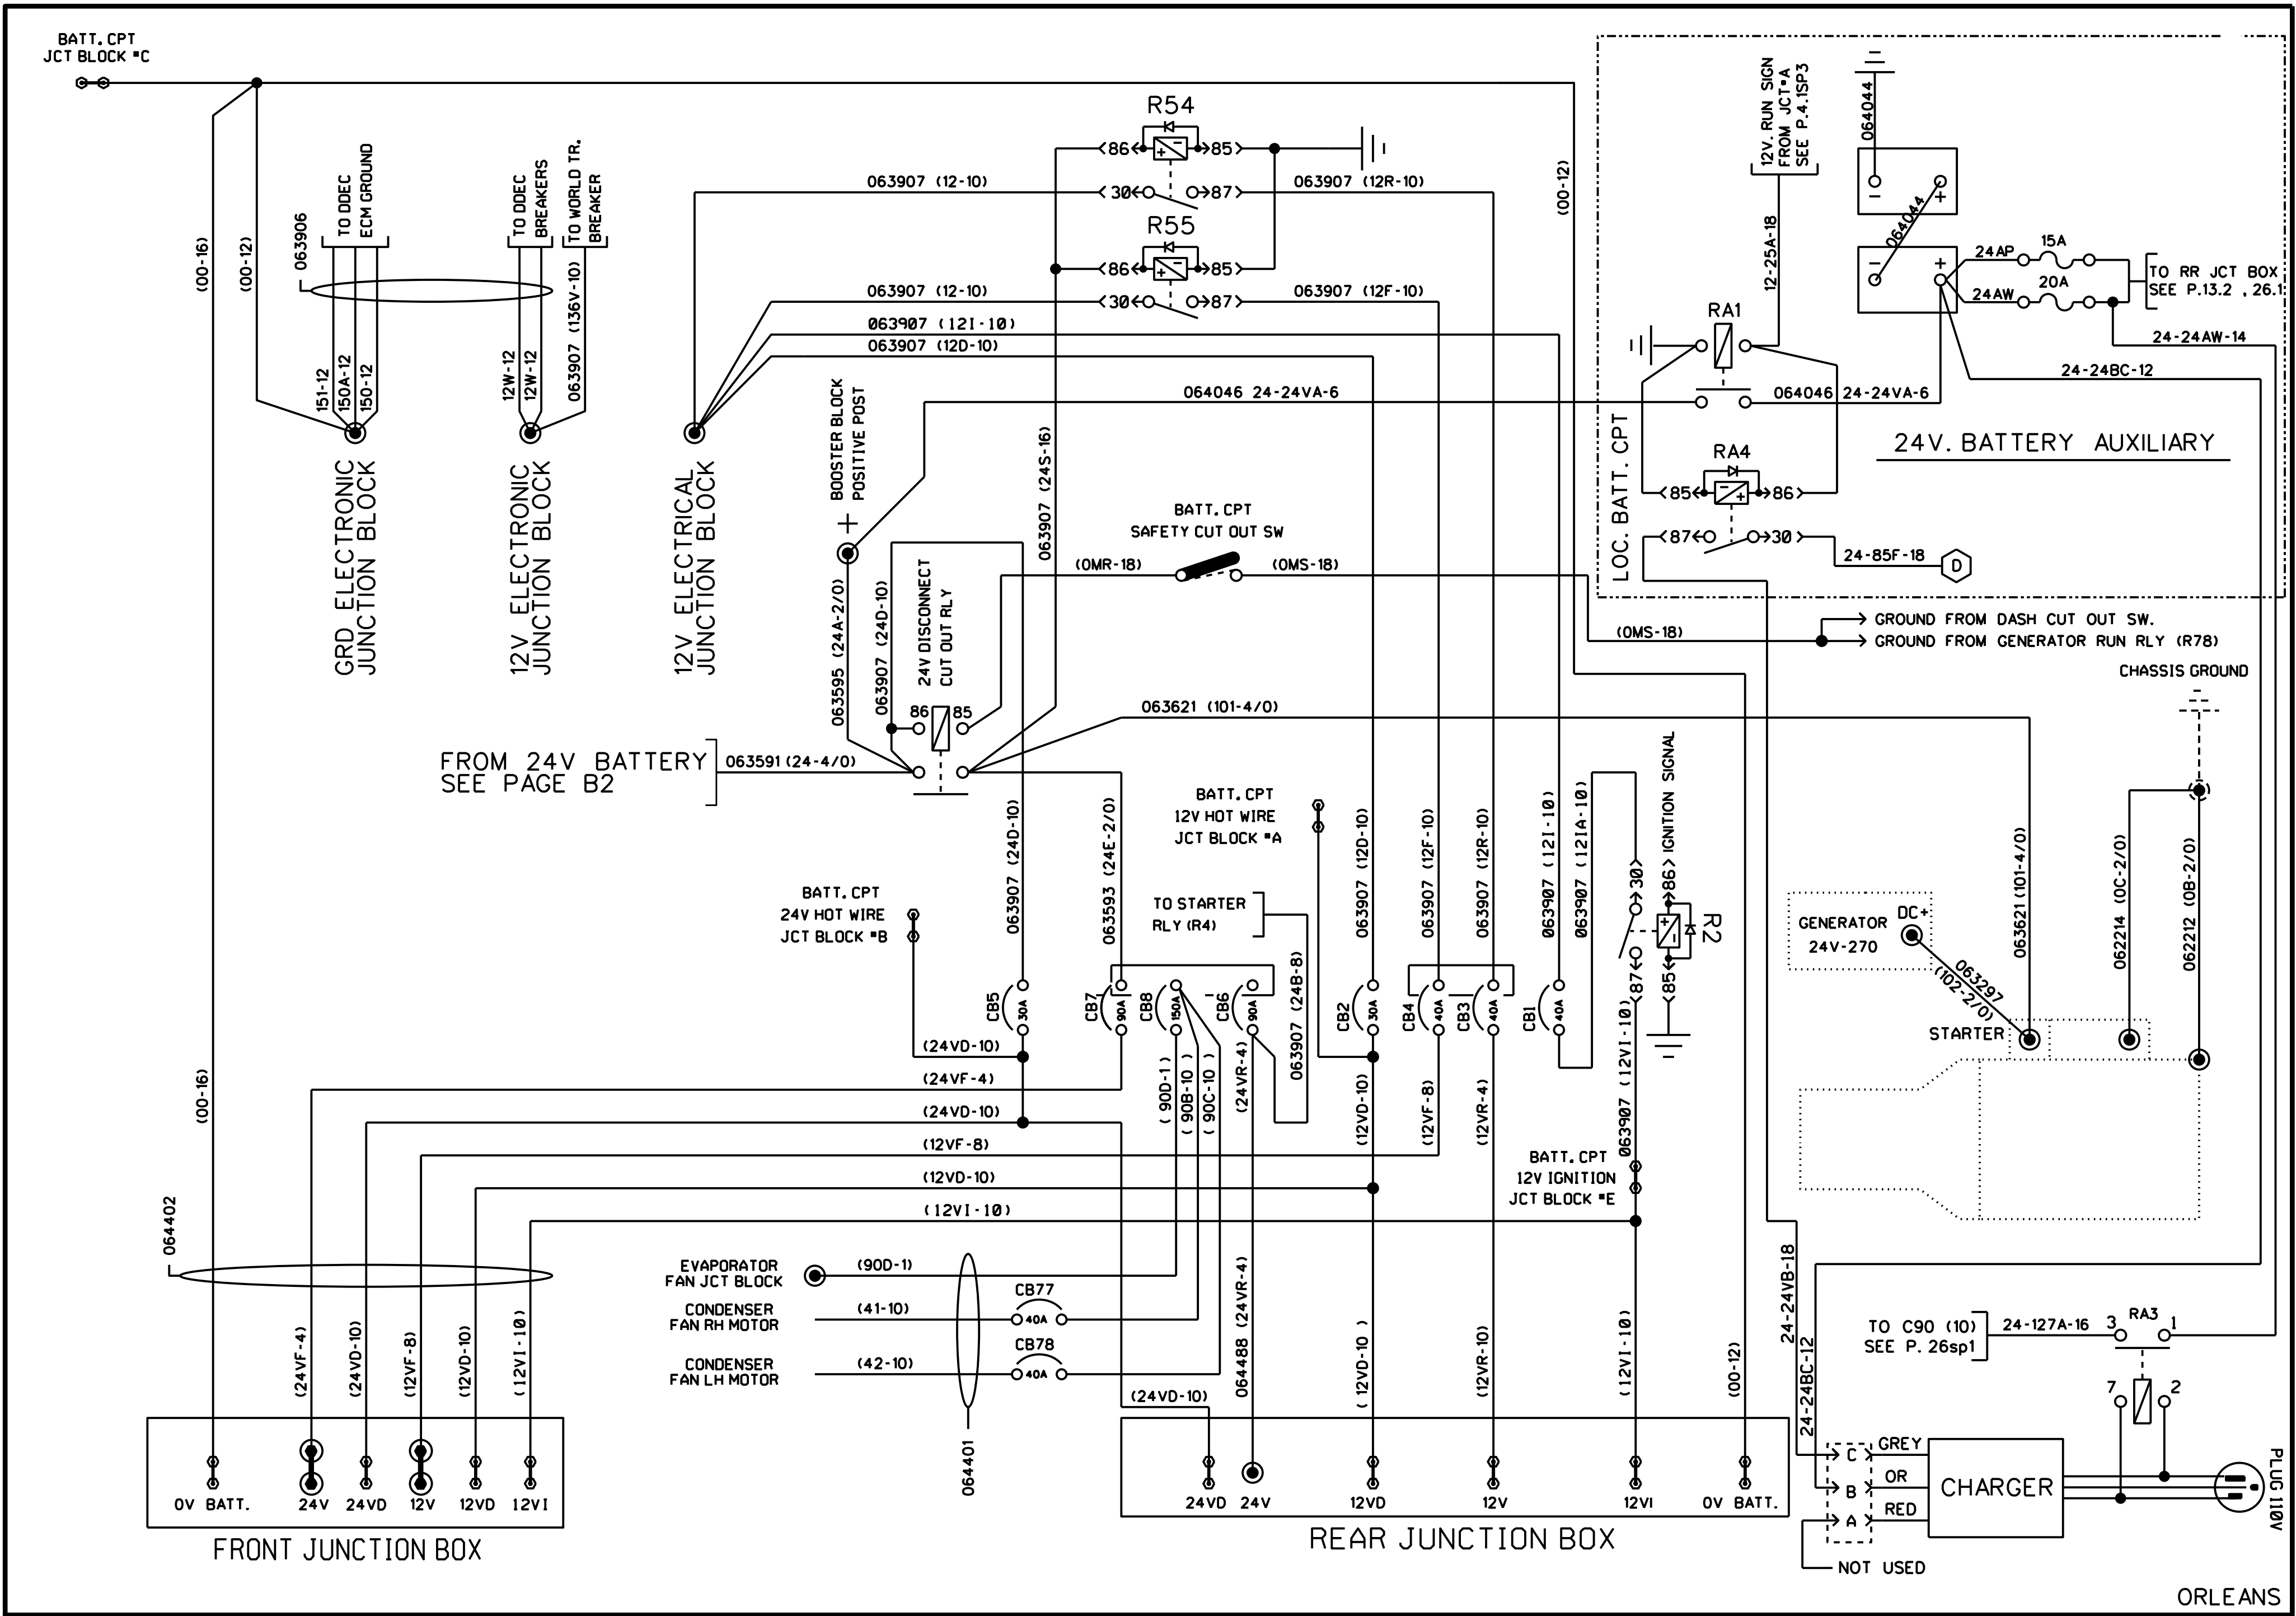 BATT. CPT
JCT BLOCK "C
(00-16)
(00-12)
063906
TO DDEC
ECM GROUND
151-12
150A-12
150-12
GRD ELECTRONIC
JUNCTION BLOCK
TO DDEC
BREAKERS
TO WORLD TR.
BREAKER
12W-12
12W-12
063907 (136V-10)
12V ELECTRONIC
JUNCTION BLOCK
12V ELECTRICAL
JUNCTION BLOCK
R54
86
+ -
85
063907 (12-10)
30
87
063907 (12R-10)
R55
86
+ -
85
063907 (12-10)
30
87
063907 (12F-10)
063907 (12I-10)
063907 (12D-10)
064046 24-24VA-6
BOOSTER BLOCK
POSITIVE POST
+
063907 (24S-16)
(00-12)
12V. RUN SIGN
FROM JCT"A
SEE P.4.1SP3
12-25A-18
064044
- +
064044
- +
24AP
15A
24AW
20A
TO RR JCT BOX
SEE P.13.2 , 26.1
24-24AW-14
24-24BC-12
RA1
064046 24-24VA-6
24V. BATTERY AUXILIARY
LOC. BATT. CPT
RA4
85
- +
86
87
30
24-85F-18
D
BATT. CPT
SAFETY CUT OUT SW
(0MR-18)
(0MS-18)
(0MS-18)
GROUND FROM DASH CUT OUT SW.
GROUND FROM GENERATOR RUN RLY (R78)
CHASSIS GROUND
063595 (24A-2/0)
063907 (24D-10)
24V DISCONNECT
CUT OUT RLY
86
85
063621 (101-4/0)
FROM 24V BATTERY
SEE PAGE B2
063591 (24-4/0)
BATT. CPT
24V HOT WIRE
JCT BLOCK "B
063907 (24D-10)
063593 (24E-2/0)
BATT. CPT
12V HOT WIRE
JCT BLOCK "A
TO STARTER
RLY (R4)
063907 (24B-8)
063907 (12D-10)
063907 (12F-10)
063907 (12R-10)
063907 (12I-10)
063907 (12IA-10)
IGNITION SIGNAL
30
86
+ -
R2
87
85
CB5
30A
CB7
90A
CB8
150A
CB6
90A
CB2
30A
CB4
40A
CB3
40A
CB1
40A
GENERATOR
24V-270
DC+
063297
(102-2/0)
063621 (101-4/0)
062214 (0C-2/0)
062212 (0B-2/0)
STARTER
(24VD-10)
(24VF-4)
(24VD-10)
(12VF-8)
(12VD-10)
(12VI-10)
(90D-1)
(90B-10)
(90C-10)
(24VR-4)
(12VD-10)
(12VF-8)
(12VR-4)
063907 (12VI-10)
BATT. CPT
12V IGNITION
JCT BLOCK "E
(00-16)
064402
EVAPORATOR
FAN JCT BLOCK
(90D-1)
CONDENSER
FAN RH MOTOR
(41-10)
CB77
40A
CONDENSER
FAN LH MOTOR
(42-10)
CB78
40A
064401
(24VD-10)
064488 (24VR-4)
(12VD-10)
(12VR-10)
(12VI-10)
(00-12)
24-24VB-18
24-24BC-12
TO C90 (10)
SEE P. 26sp1
24-127A-16
3
RA3
1
7
2
(24VF-4)
(24VD-10)
(12VF-8)
(12VD-10)
(12VI-10)
0V BATT.
24V
24VD
12V
12VD
12VI
FRONT JUNCTION BOX
24VD
24V
12VD
12V
12VI
0V BATT.
REAR JUNCTION BOX
C
GREY
B
OR
A
RED
CHARGER
NOT USED
PLUG 110V
ORLEANS